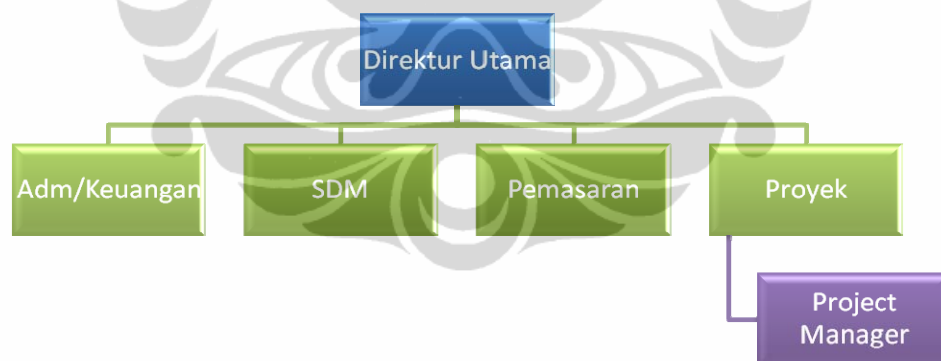 Direktur Utama
Adm/Keuangan
SDM
Pemasaran
Proyek
Project
Manager